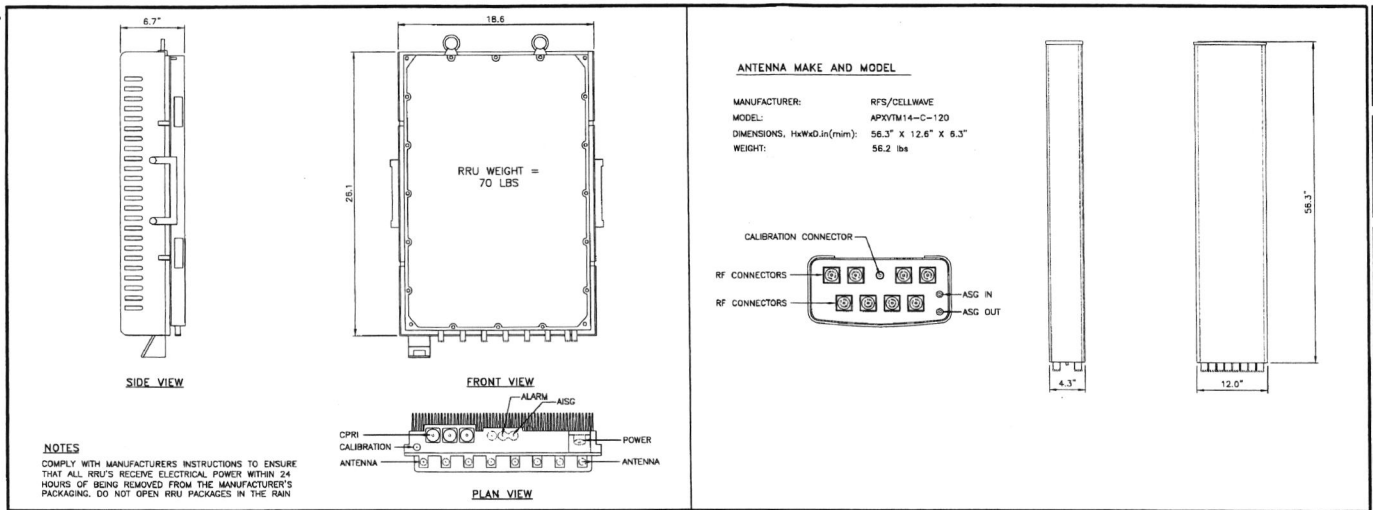 6.7"
18.6
26.1
RRU WEIGHT =
70 LBS
SIDE VIEW
FRONT VIEW
ALARM
AISG
CPRI
CALIBRATION
ANTENNA
POWER
ANTENNA
PLAN VIEW
NOTES
COMPLY WITH MANUFACTURERS INSTRUCTIONS TO ENSURE
THAT ALL RRU'S RECEIVE ELECTRICAL POWER WITHIN 24
HOURS OF BEING REMOVED FROM THE MANUFACTURER'S
PACKAGING. DO NOT OPEN RRU PACKAGES IN THE RAIN
ANTENNA MAKE AND MODEL
MANUFACTURER: RFS/CELLWAVE
MODEL: APXVTM14-C-120
DIMENSIONS, HxWxD.in(mm): 56.3" X 12.6" X 6.3"
WEIGHT: 56.2 lbs
CALIBRATION CONNECTOR
RF CONNECTORS
RF CONNECTORS
ASG IN
ASG OUT
4.3"
12.0"
56.3"